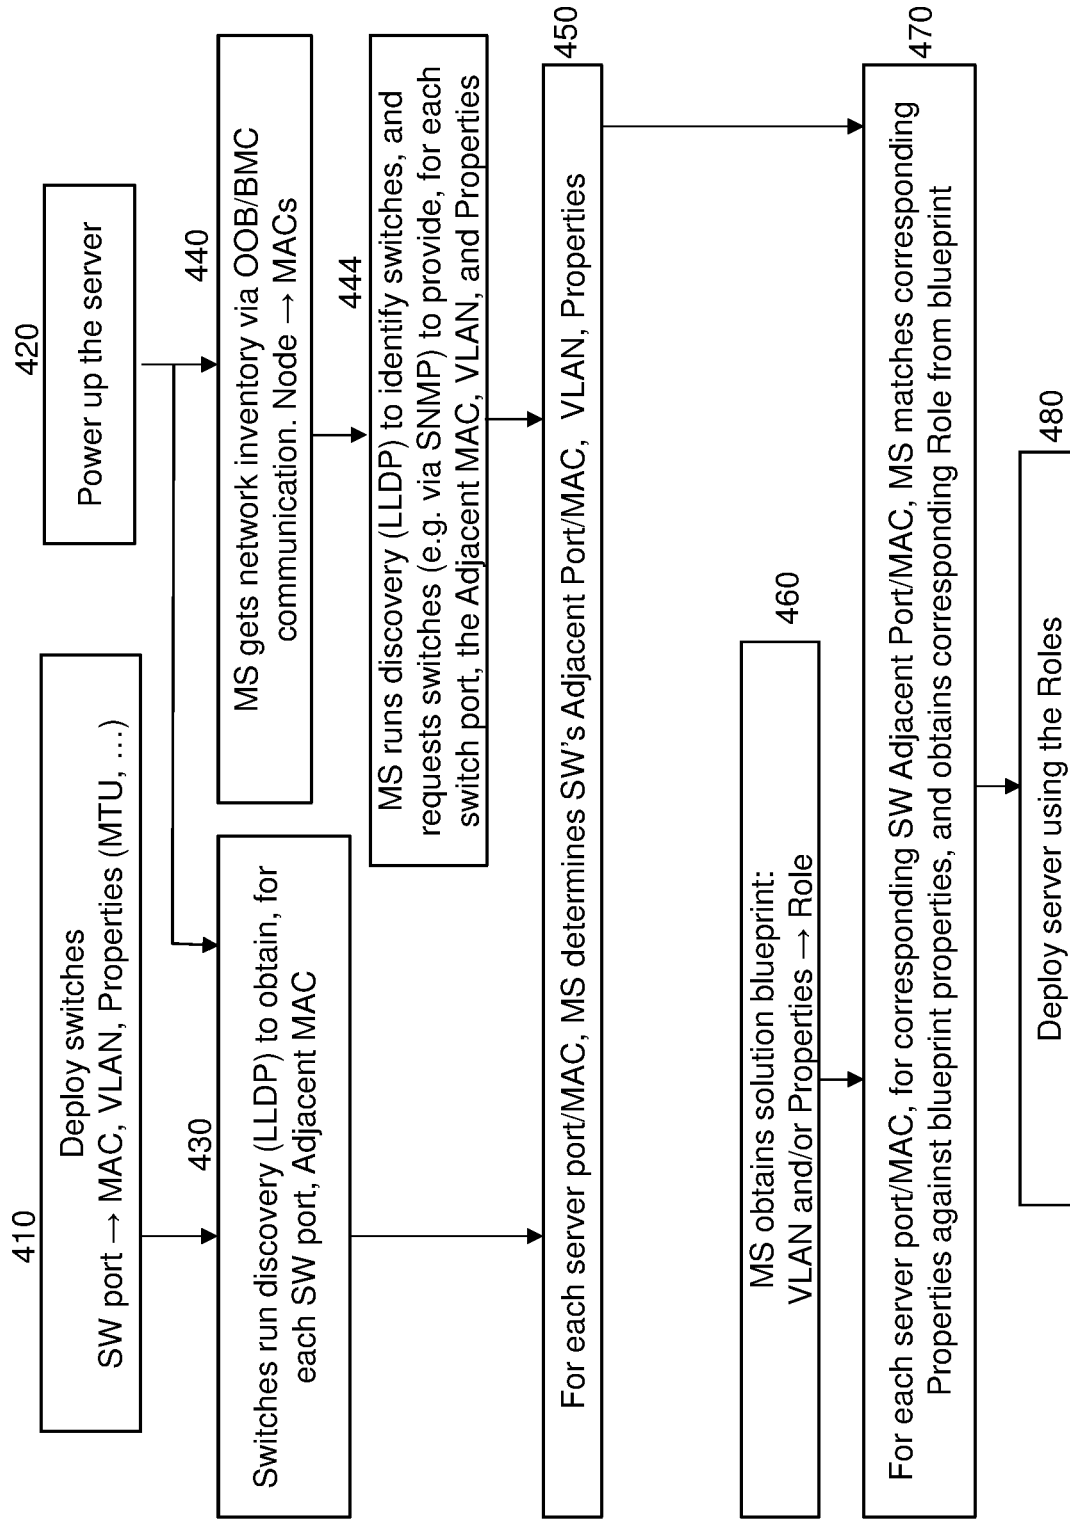 410
Deploy switches
SW port → MAC, VLAN, Properties (MTU, …)
420
Power up the server
430
Switches run discovery (LLDP) to obtain, for
each SW port, Adjacent MAC
440
MS gets network inventory via OOB/BMC
communication. Node → MACs
444
MS runs discovery (LLDP) to identify switches, and
requests switches (e.g. via SNMP) to provide, for each
switch port, the Adjacent MAC, VLAN, and Properties
450
For each server port/MAC, MS determines SW's Adjacent Port/MAC, VLAN, Properties
460
MS obtains solution blueprint:
VLAN and/or Properties → Role
470
For each server port/MAC, for corresponding SW Adjacent Port/MAC, MS matches corresponding
Properties against blueprint properties, and obtains corresponding Role from blueprint
480
Deploy server using the Roles